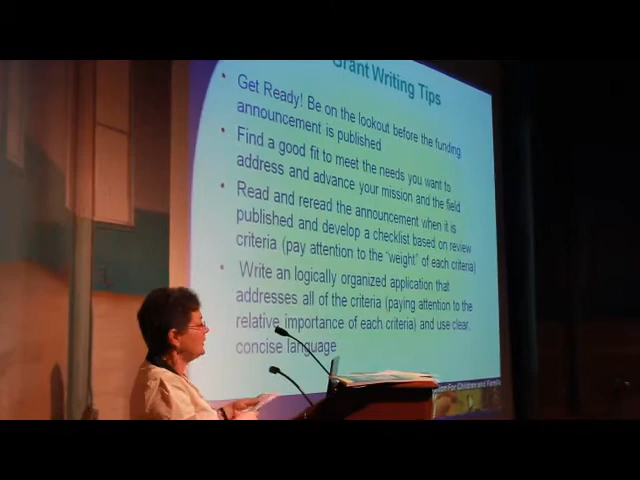 Grant Writing Tips
• Get Ready! Be on the lookout before the funding
announcement is published
• Find a good fit to meet the needs you want to
address and advance your mission and the field
• Read and reread the announcement when it is
published and develop a checklist based on review
criteria (pay attention to the "weight" of each criteria)
• Write an logically organized application that
addresses all of the criteria (paying attention to the
relative importance of each criteria) and use clear,
concise language
For Children and Famili